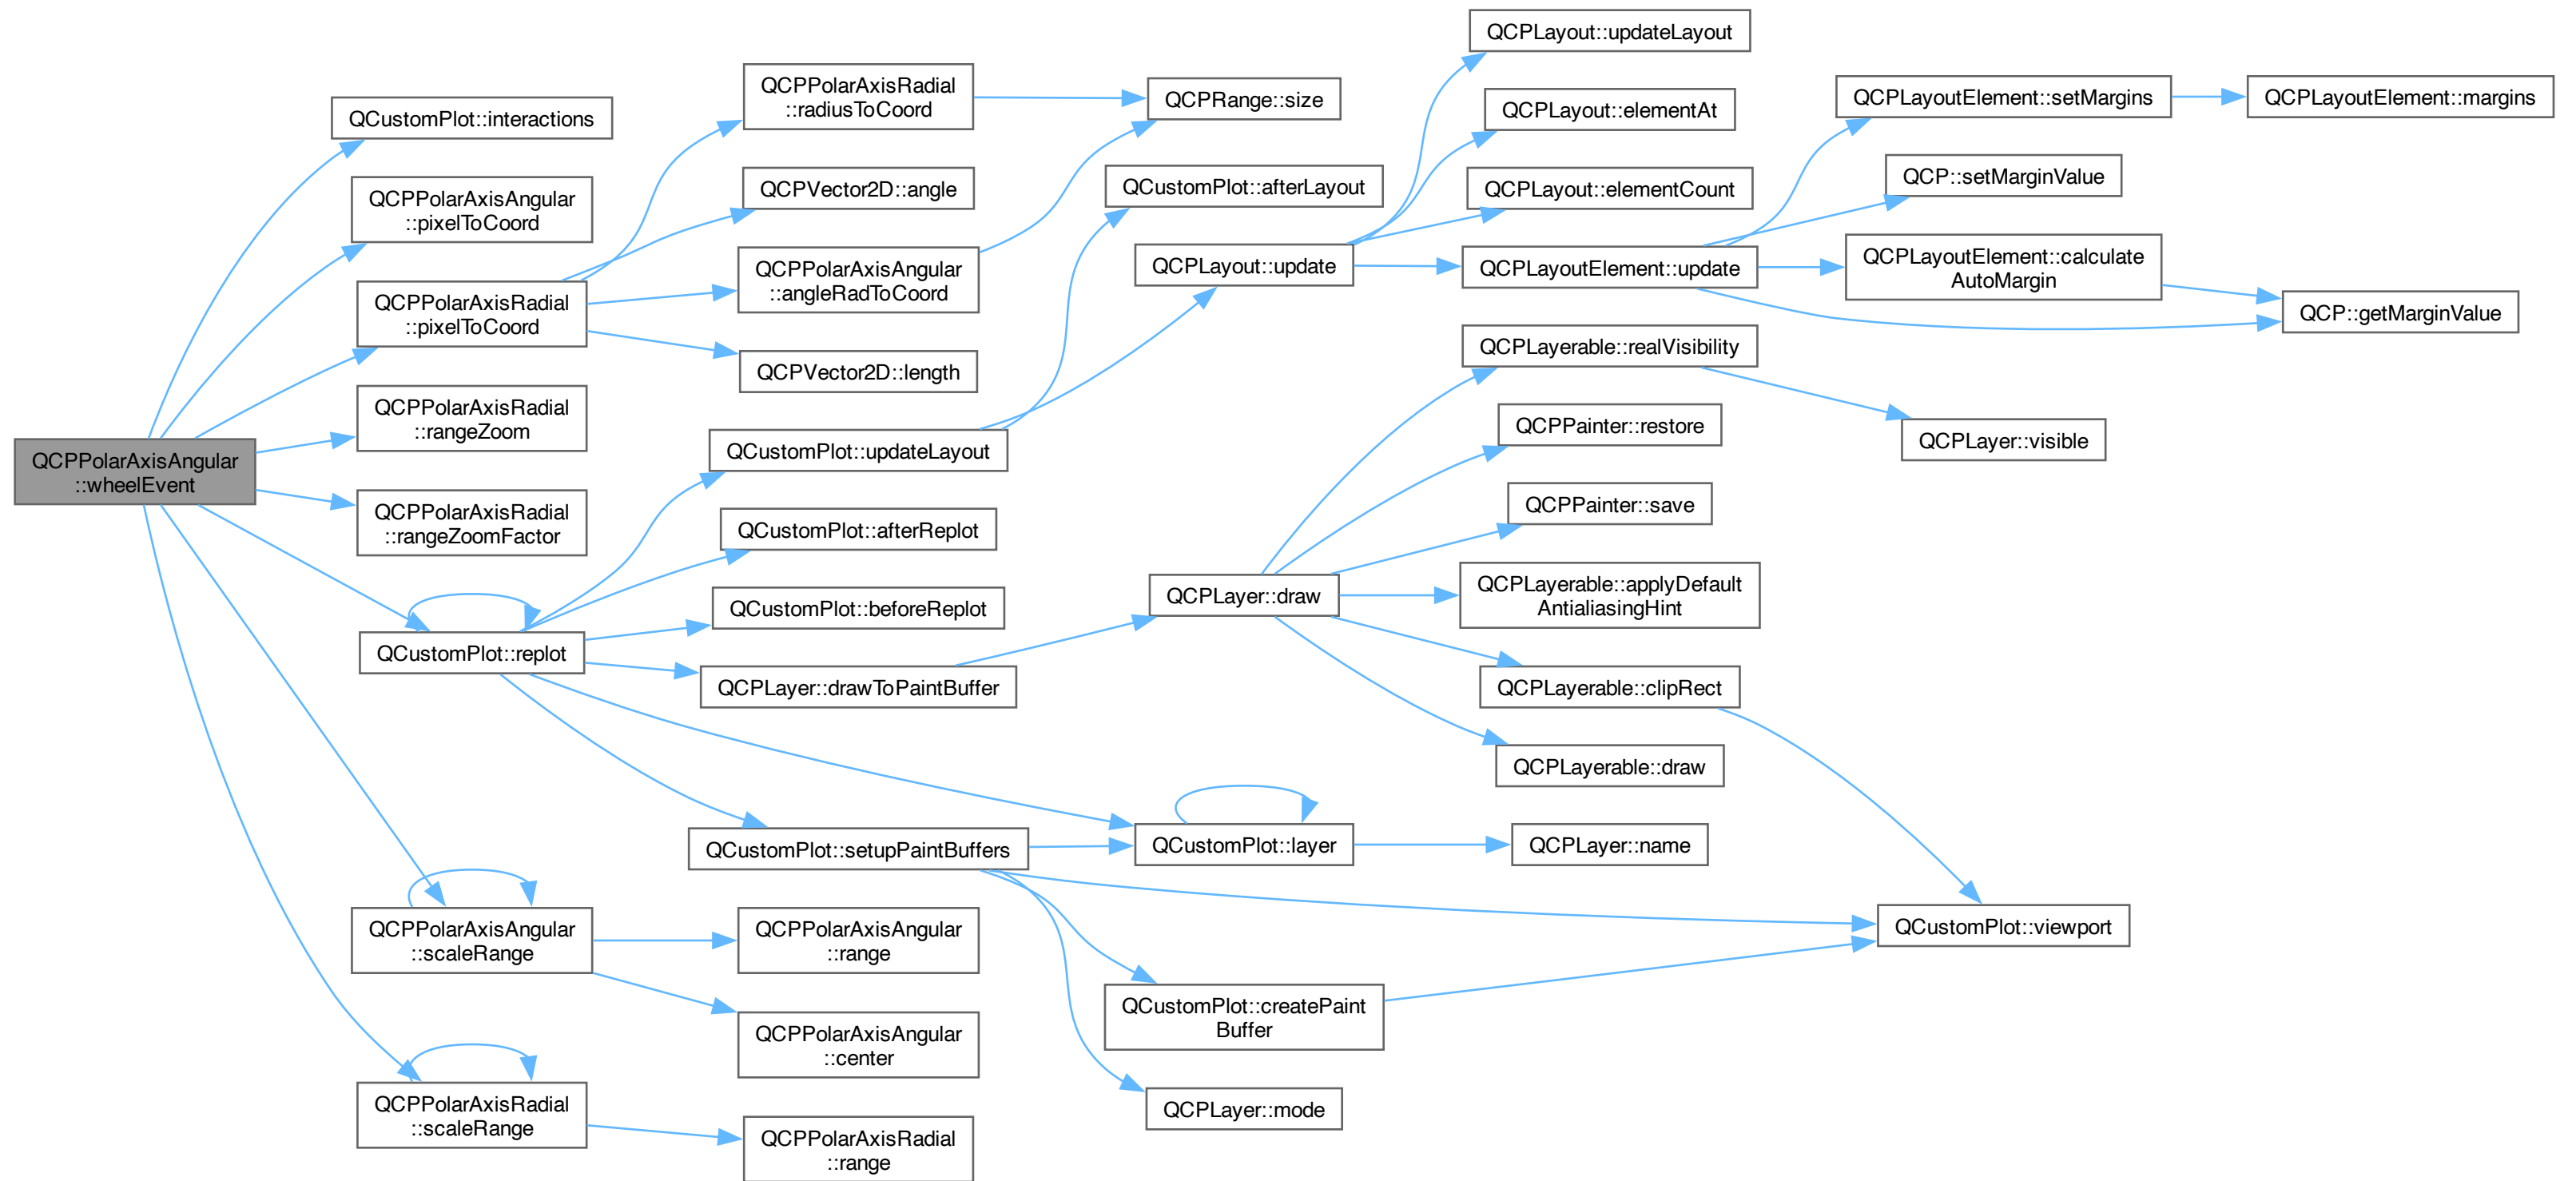 QCPPolarAxisAngular
::wheelEvent
QCustomPlot::interactions
QCPPolarAxisAngular
::pixelToCoord
QCPPolarAxisRadial
::pixelToCoord
QCPPolarAxisRadial
::rangeZoom
QCPPolarAxisRadial
::rangeZoomFactor
QCustomPlot::replot
QCPPolarAxisAngular
::scaleRange
QCPPolarAxisRadial
::scaleRange
QCPPolarAxisRadial
::radiusToCoord
QCPVector2D::angle
QCPPolarAxisAngular
::angleRadToCoord
QCPVector2D::length
QCustomPlot::updateLayout
QCustomPlot::afterReplot
QCustomPlot::beforeReplot
QCPLayer::drawToPaintBuffer
QCustomPlot::setupPaintBuffers
QCPPolarAxisAngular
::range
QCPPolarAxisAngular
::center
QCPPolarAxisRadial
::range
QCPRange::size
QCustomPlot::afterLayout
QCPLayout::update
QCPLayer::draw
QCustomPlot::layer
QCustomPlot::createPaint
Buffer
QCPLayer::mode
QCPLayout::updateLayout
QCPLayout::elementAt
QCPLayout::elementCount
QCPLayoutElement::update
QCPLayerable::realVisibility
QCPPainter::restore
QCPPainter::save
QCPLayerable::applyDefault
AntialiasingHint
QCPLayerable::clipRect
QCPLayerable::draw
QCPLayer::name
QCPLayoutElement::setMargins
QCP::setMarginValue
QCPLayoutElement::calculate
AutoMargin
QCPLayer::visible
QCustomPlot::viewport
QCPLayoutElement::margins
QCP::getMarginValue